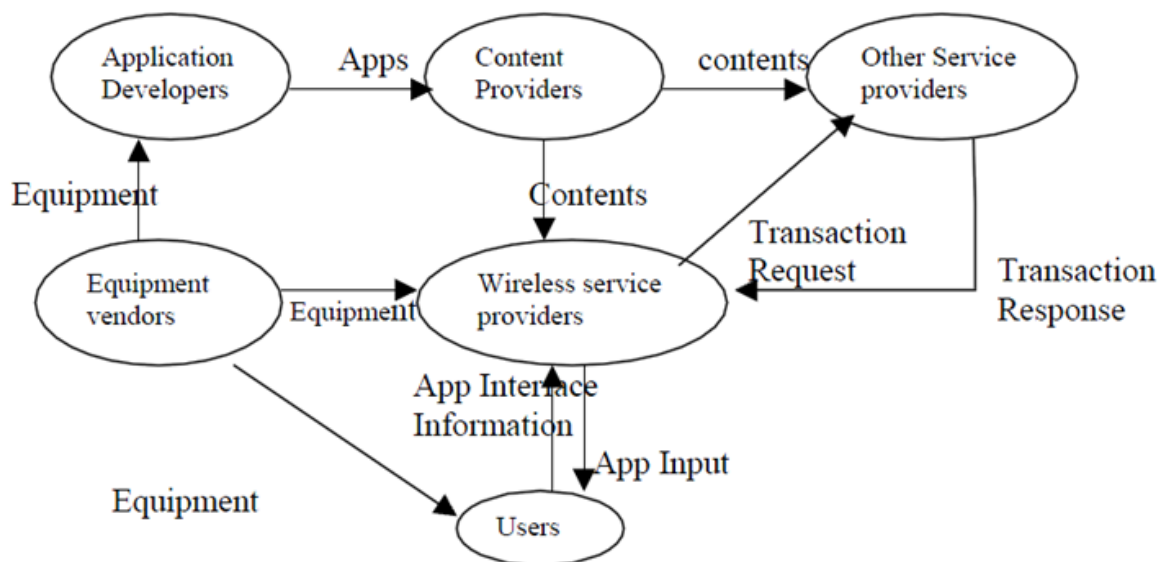 Application
Developers
Apps
Content
Providers
contents
Other Service
providers
Equipment
Contents
Transaction
Request
Transaction
Response
Equipment
vendors
Equipment
Wireless service
providers
App Interface
Information
App Input
Equipment
Users